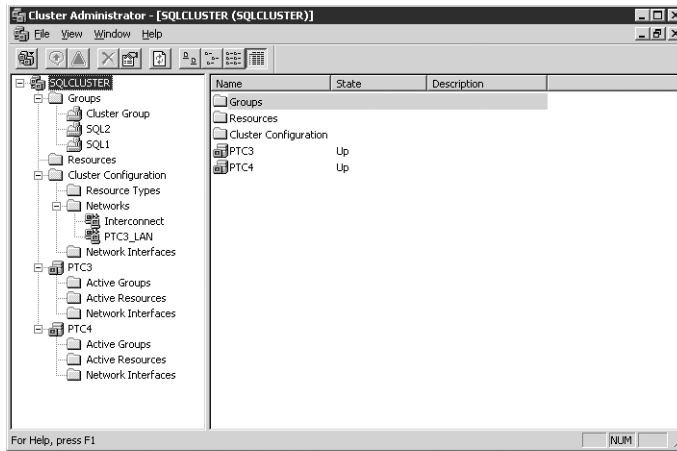 Cluster Administrator - [SQLCLUSTER (SQLCLUSTER)]
File View Window Help
SQLCLUSTER
Groups
Cluster Group
SQL2
SQL1
Resources
Cluster Configuration
Resource Types
Networks
Interconnect
PTC3_LAN
Network Interfaces
PTC3
Active Groups
Active Resources
Network Interfaces
PTC4
Active Groups
Active Resources
Network Interfaces
Name State Description
Groups
Resources
Cluster Configuration
PTC3 Up
PTC4 Up
For Help, press F1
NUM